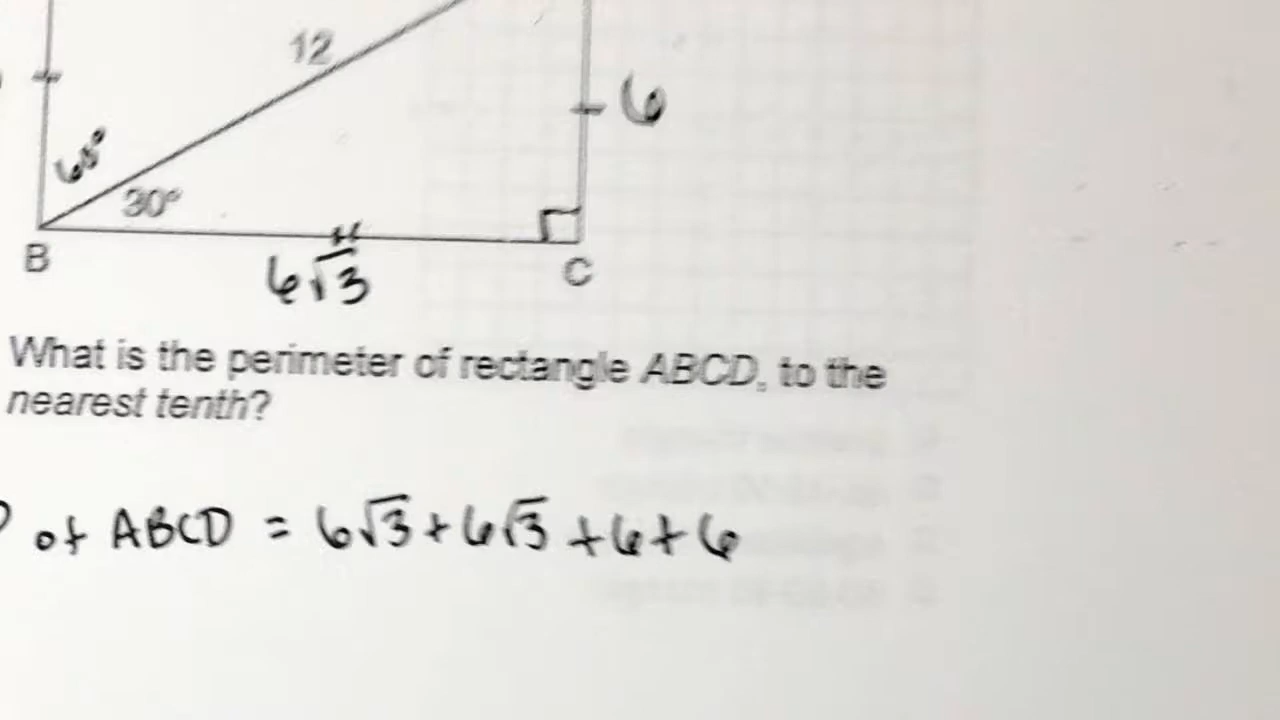 12
6
60°
30°
B
6√3
C
What is the perimeter of rectangle ABCD, to the
nearest tenth?
of ABCD = 6√3 + 6√3 + 6 + 6